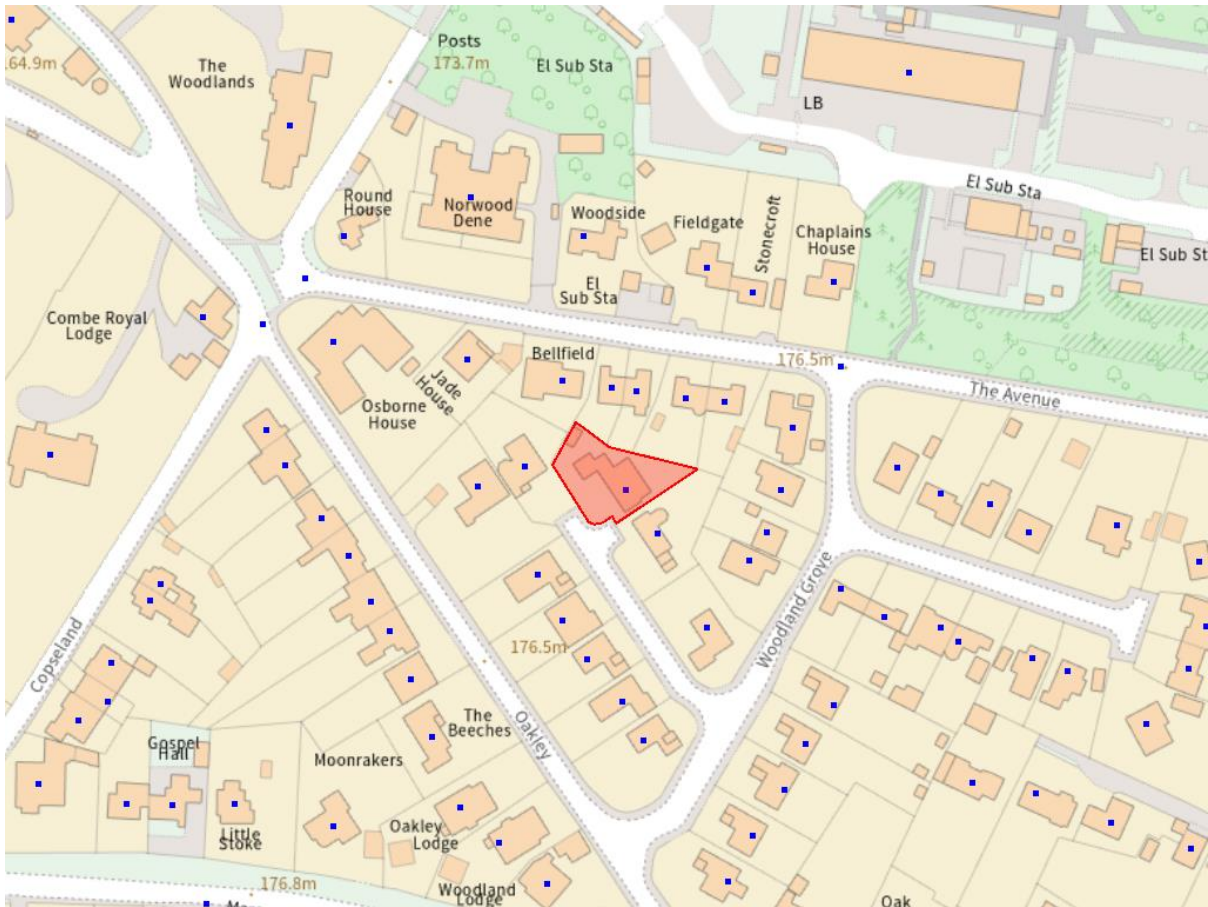 Posts
173.7m
El Sub Sta
164.9m
The
Woodlands
LB
El Sub Sta
Round
House
Norwood
Dene
Woodside
Fieldgate
Stonecroft
Chaplains
House
El Sub St
El
Sub Sta
Combe Royal
Lodge
Bellfield
176.5m
The Avenue
Jade
House
Osborne
House
Woodland Grove
Copseland
176.5m
Oakley
The
Beeches
Gospel
Hall
Moonrakers
Little
Stoke
Oakley
Lodge
Woodland
Lodge
176.8m
Oak